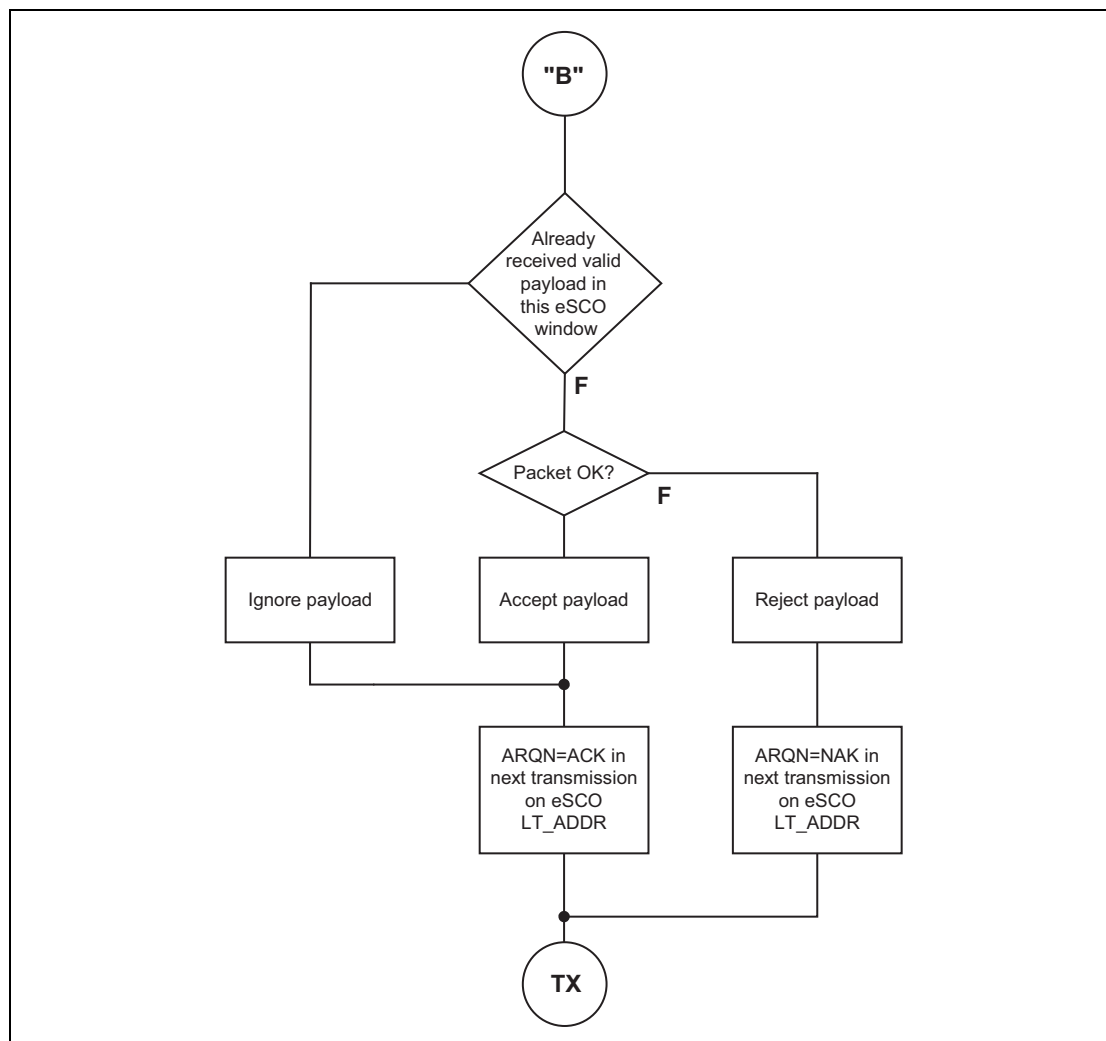 "B"
Already
received valid
payload in
this eSCO
window
F
Packet OK?
F
Ignore payload
Accept payload
Reject payload
ARQN=ACK in
next transmission
on eSCO
LT_ADDR
ARQN=NAK in
next transmission
on eSCO
LT_ADDR
TX